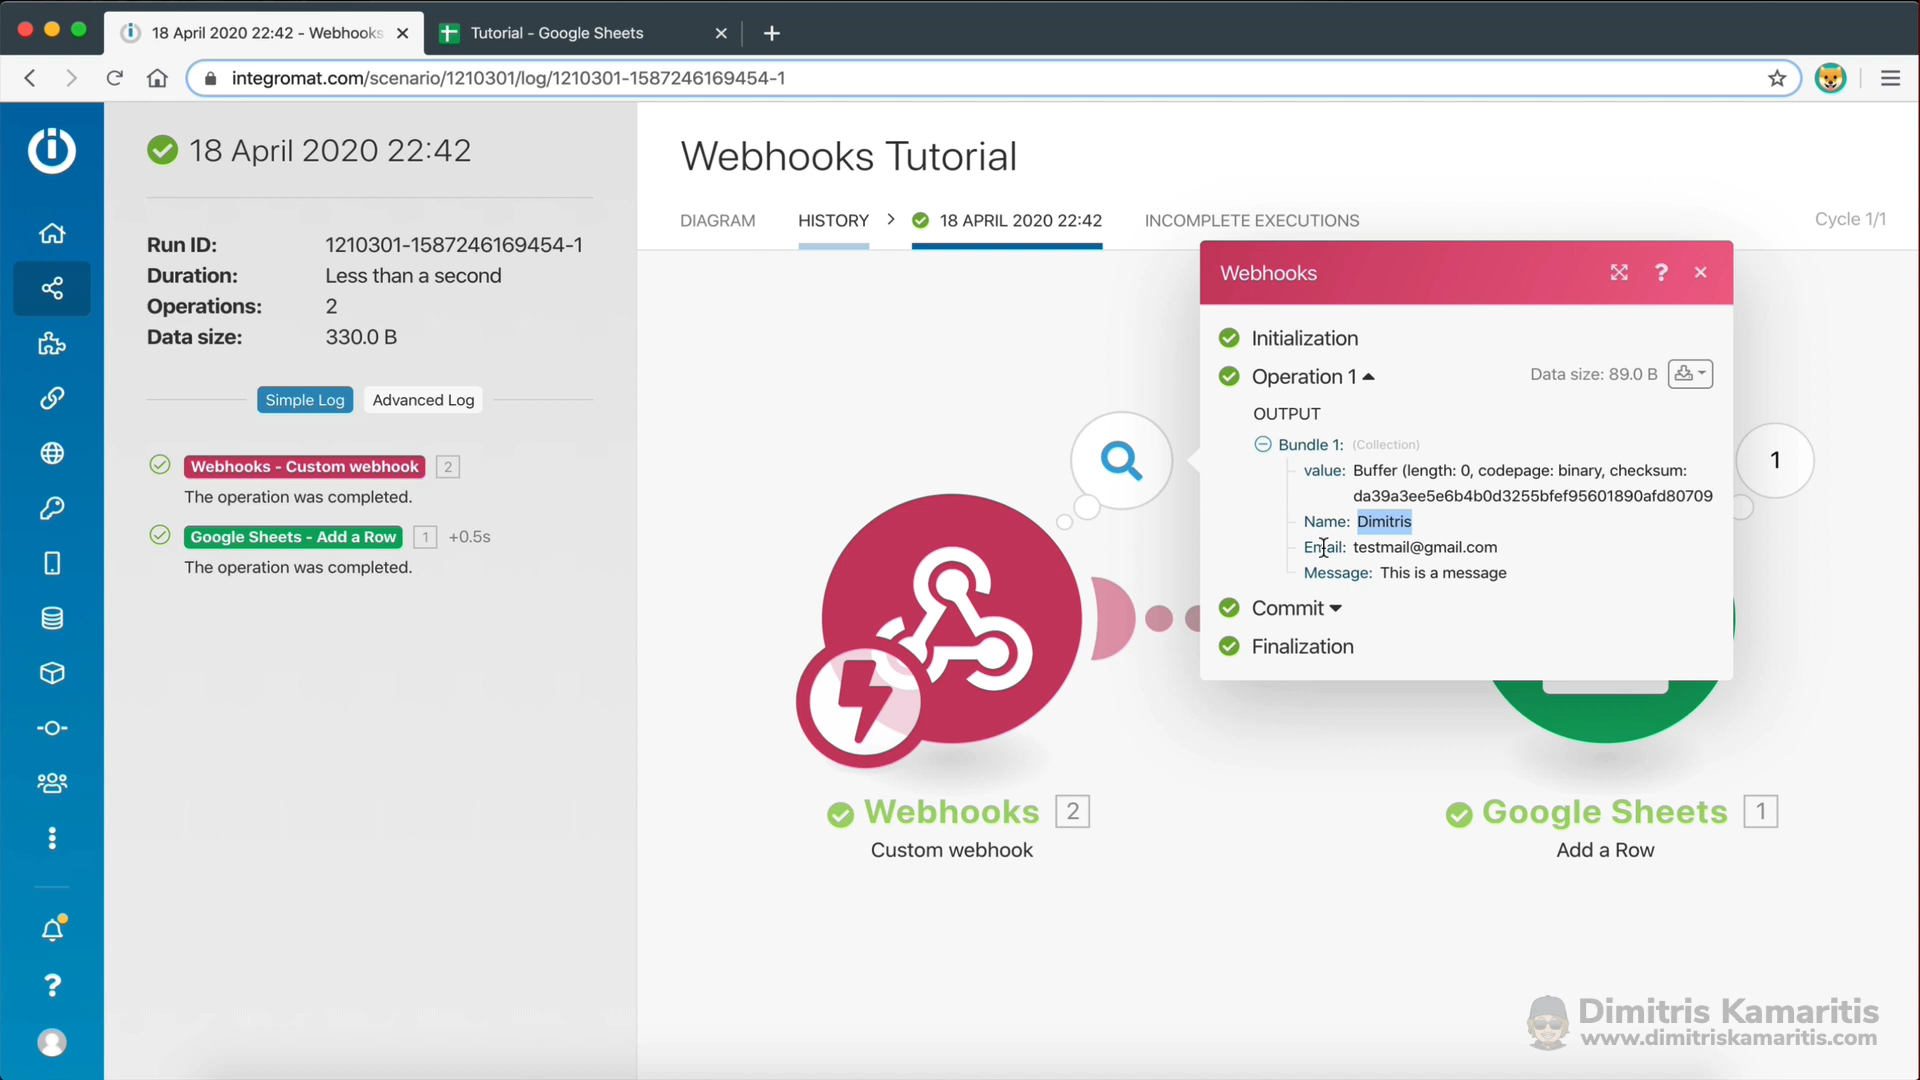 18 April 2020 22:42 - Webhooks
Tutorial - Google Sheets
integromat.com/scenario/1210301/log/1210301-1587246169454-1
18 April 2020 22:42
Run ID: 1210301-1587246169454-1
Duration: Less than a second
Operations: 2
Data size: 330.0 B
Simple Log Advanced Log
Webhooks - Custom webhook 2
The operation was completed.
Google Sheets - Add a Row 1 +0.5s
The operation was completed.
Webhooks Tutorial
DIAGRAM HISTORY > 18 APRIL 2020 22:42 INCOMPLETE EXECUTIONS Cycle 1/1
Webhooks ?
Initialization
Operation 1 Data size: 89.0 B
OUTPUT
Bundle 1: (Collection)
value: Buffer (length: 0, codepage: binary, checksum:
da39a3ee5e6b4b0d3255bfef95601890afd80709
Name: Dimitris
Email: testmail@gmail.com
Message: This is a message
Commit
Finalization
1
Webhooks 2
Custom webhook
Google Sheets 1
Add a Row
?
Dimitris Kamaritis
www.dimitriskamaritis.com